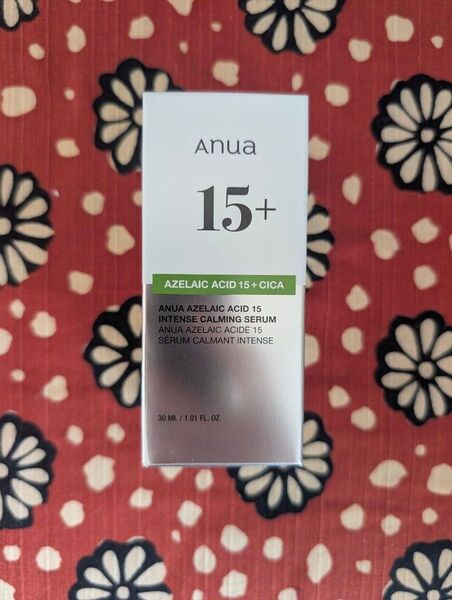 Anua
15+
AZELAIC ACID 15 + CICA
ANUA AZELAIC ACID 15
INTENSE CALMING SERUM
ANUA AZELAIC ACIDE 15
SÉRUM CALMANT INTENSE
30 ML / 1.01 FL. OZ.